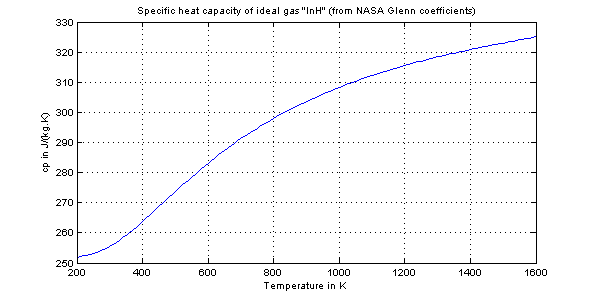 Specific heat capacity of ideal gas "InH" (from NASA Glenn coefficients)
330
320
310
300
290
280
270
260
250
cp in J/(kg.K)
200 400 600 800 1000 1200 1400 1600
Temperature in K